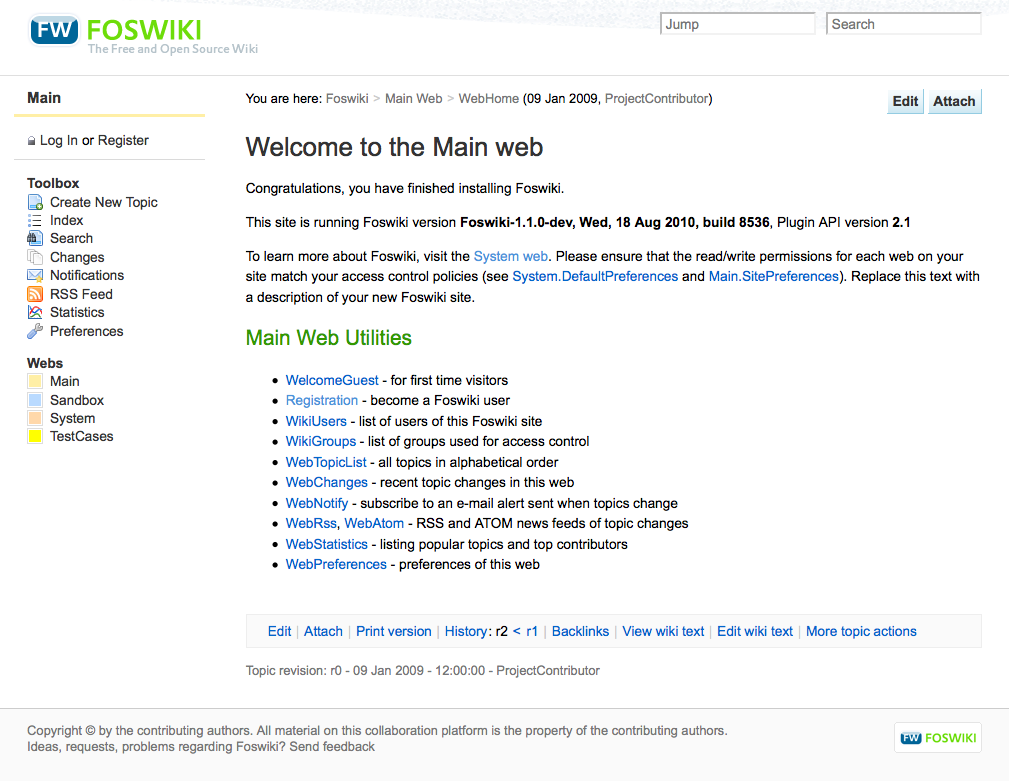 FW FOSWIKI
The Free and Open Source Wiki
Jump
Search
Main
Log In or Register
Toolbox
Create New Topic
Index
Search
Changes
Notifications
RSS Feed
Statistics
Preferences
Webs
Main
Sandbox
System
TestCases
You are here: Foswiki > Main Web > WebHome (09 Jan 2009, ProjectContributor)
Edit Attach
Welcome to the Main web
Congratulations, you have finished installing Foswiki.
This site is running Foswiki version Foswiki-1.1.0-dev, Wed, 18 Aug 2010, build 8536, Plugin API version 2.1
To learn more about Foswiki, visit the System web. Please ensure that the read/write permissions for each web on your
site match your access control policies (see System.DefaultPreferences and Main.SitePreferences). Replace this text with
a description of your new Foswiki site.
Main Web Utilities
• WelcomeGuest - for first time visitors
• Registration - become a Foswiki user
• WikiUsers - list of users of this Foswiki site
• WikiGroups - list of groups used for access control
• WebTopicList - all topics in alphabetical order
• WebChanges - recent topic changes in this web
• WebNotify - subscribe to an e-mail alert sent when topics change
• WebRss, WebAtom - RSS and ATOM news feeds of topic changes
• WebStatistics - listing popular topics and top contributors
• WebPreferences - preferences of this web
Edit | Attach | Print version | History: r2 < r1 | Backlinks | View wiki text | Edit wiki text | More topic actions
Topic revision: r0 - 09 Jan 2009 - 12:00:00 - ProjectContributor
Copyright © by the contributing authors. All material on this collaboration platform is the property of the contributing authors.
Ideas, requests, problems regarding Foswiki? Send feedback
FW FOSWIKI